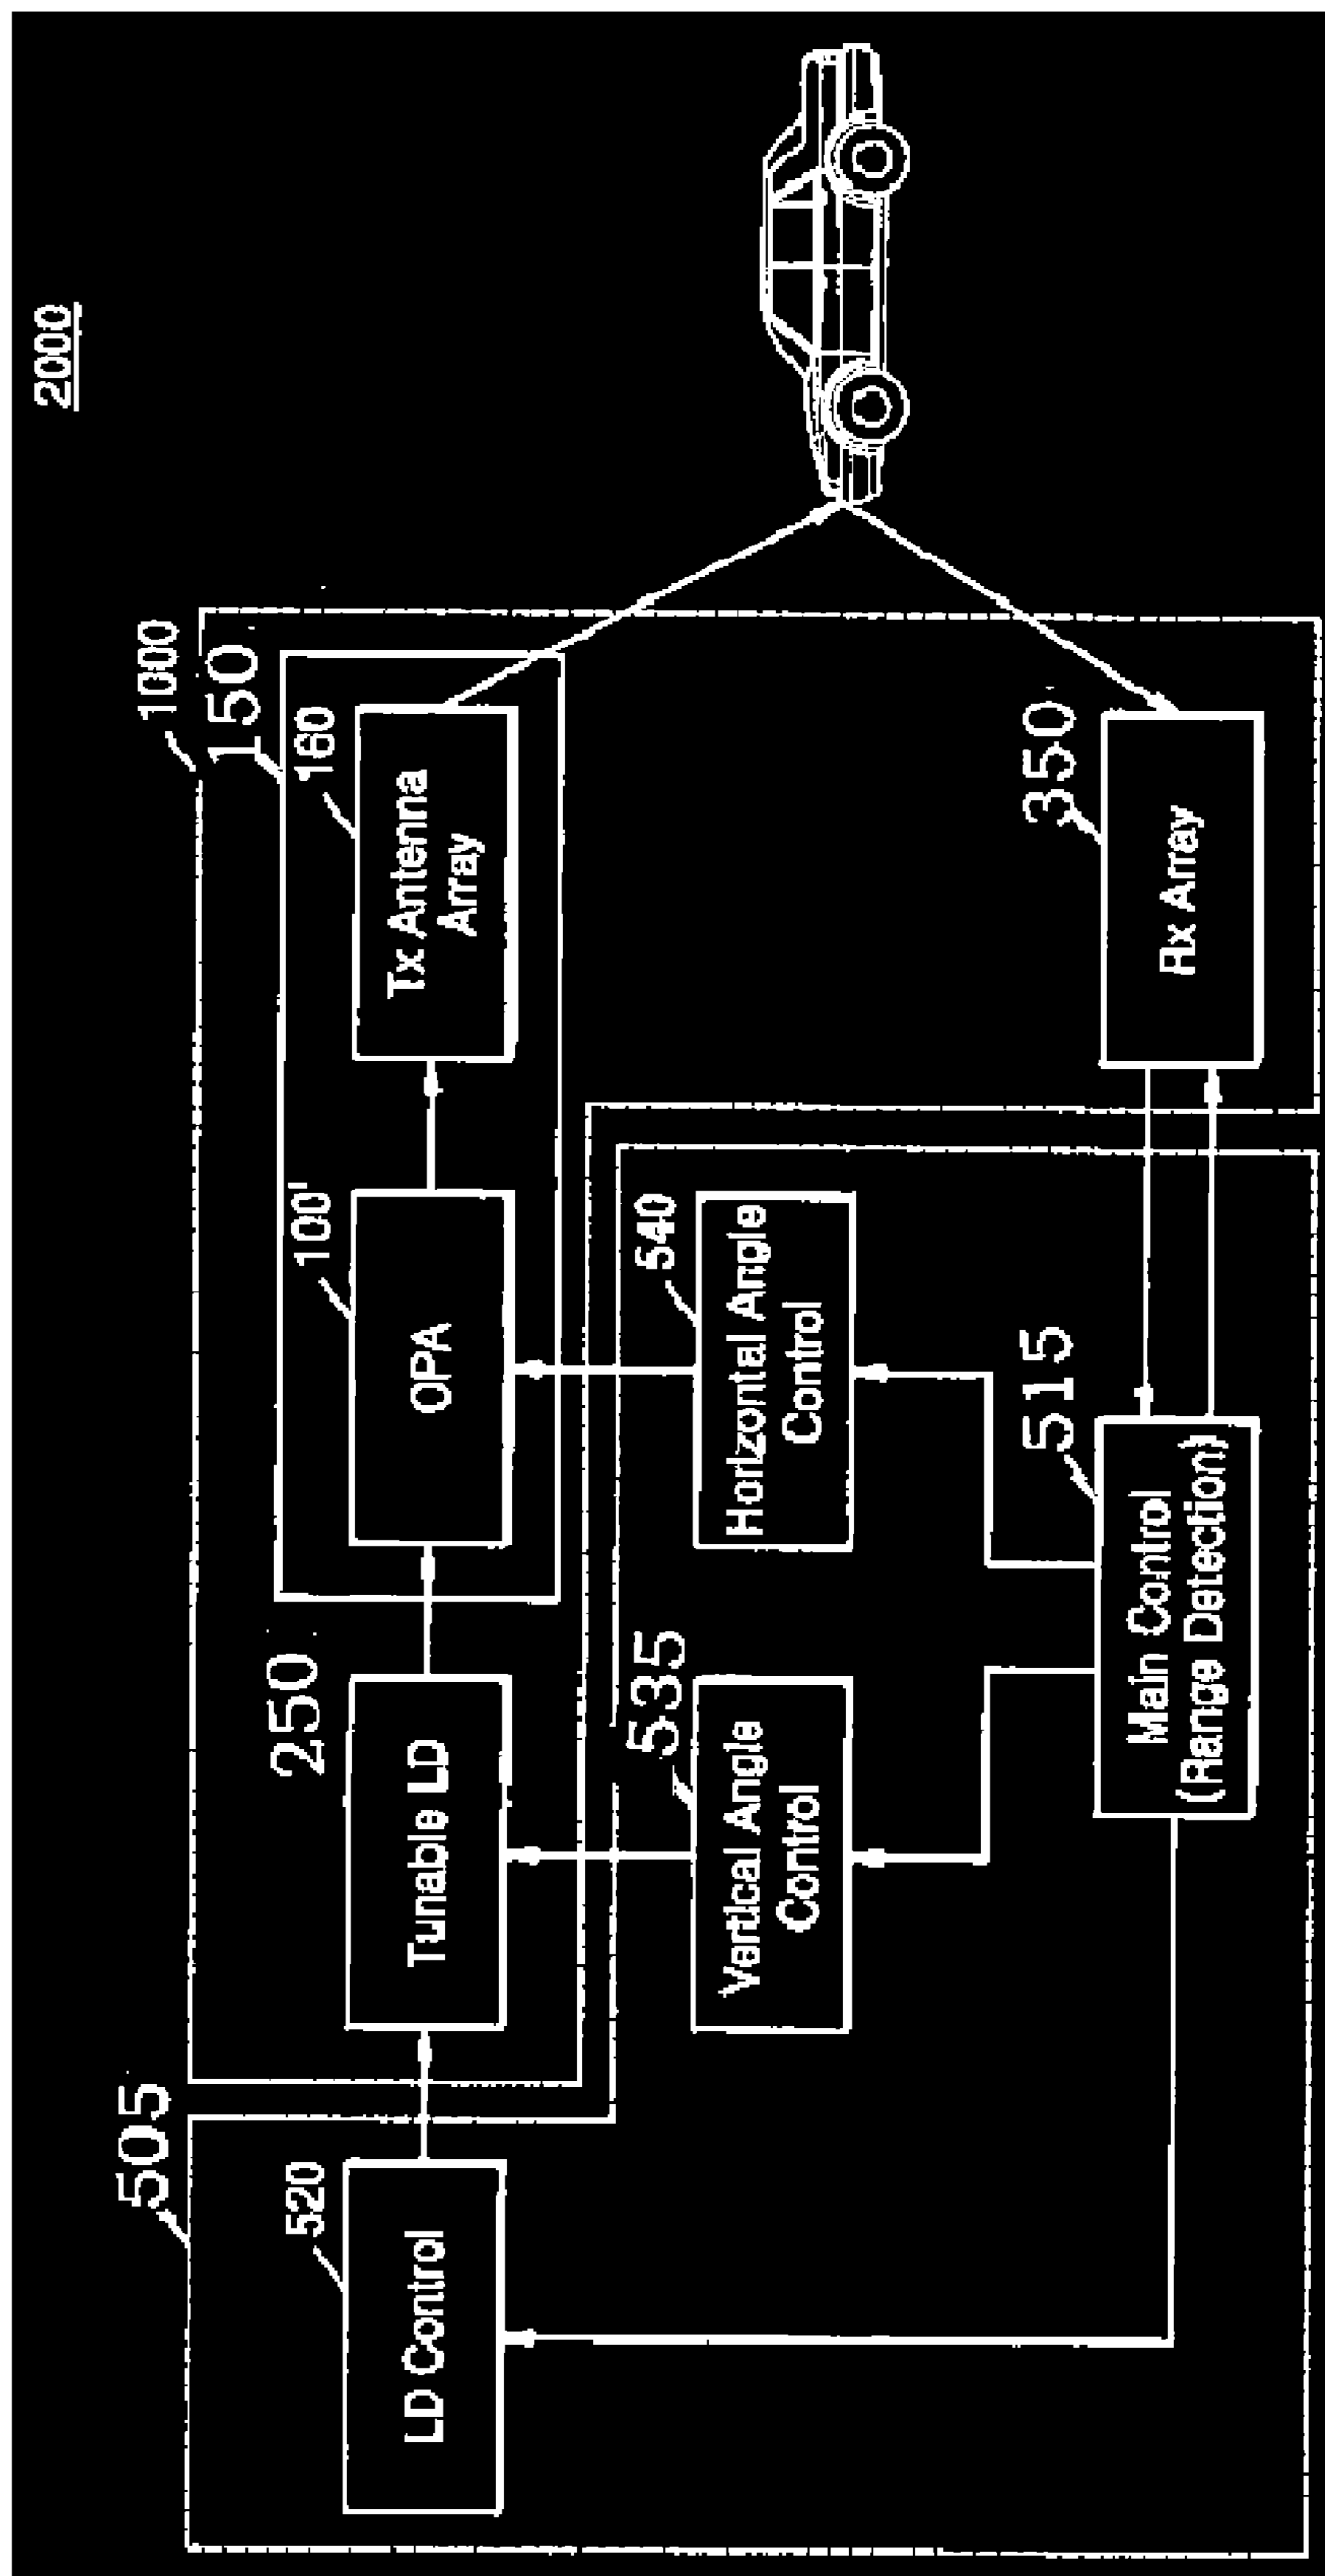 2000
1000
150
160
Tx Antenna
Array
100'
OPA
250
Tunable LD
505
520
LD Control
540
Horizontal Angle
Control
535
Vertical Angle
Control
350
Rx Array
515
Main Control
(Range Detection)